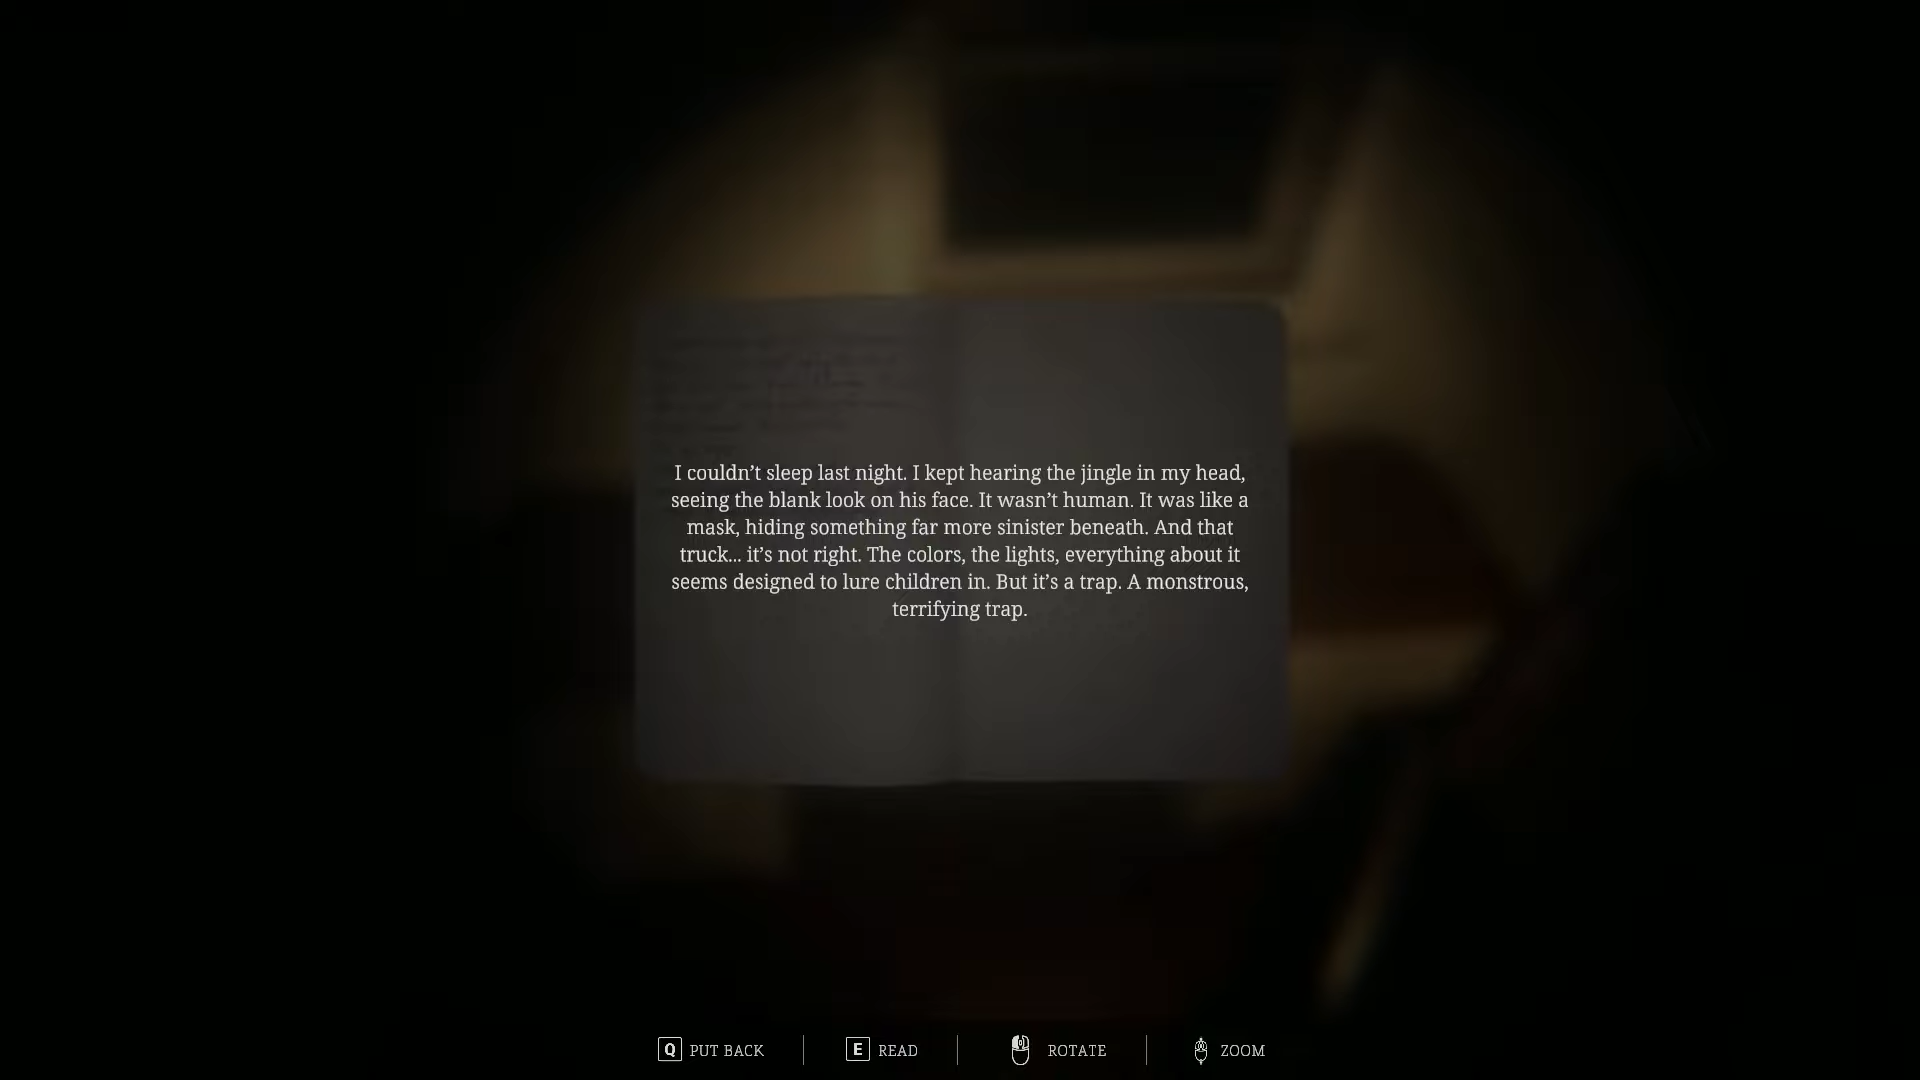 I couldn’t sleep last night. I kept hearing the jingle in my head,
seeing the blank look on his face. It wasn’t human. It was like a
mask, hiding something far more sinister beneath. And that
truck... it’s not right. The colors, the lights, everything about it
seems designed to lure children in. But it’s a trap. A monstrous,
terrifying trap.
Q PUT BACK E READ ROTATE ZOOM